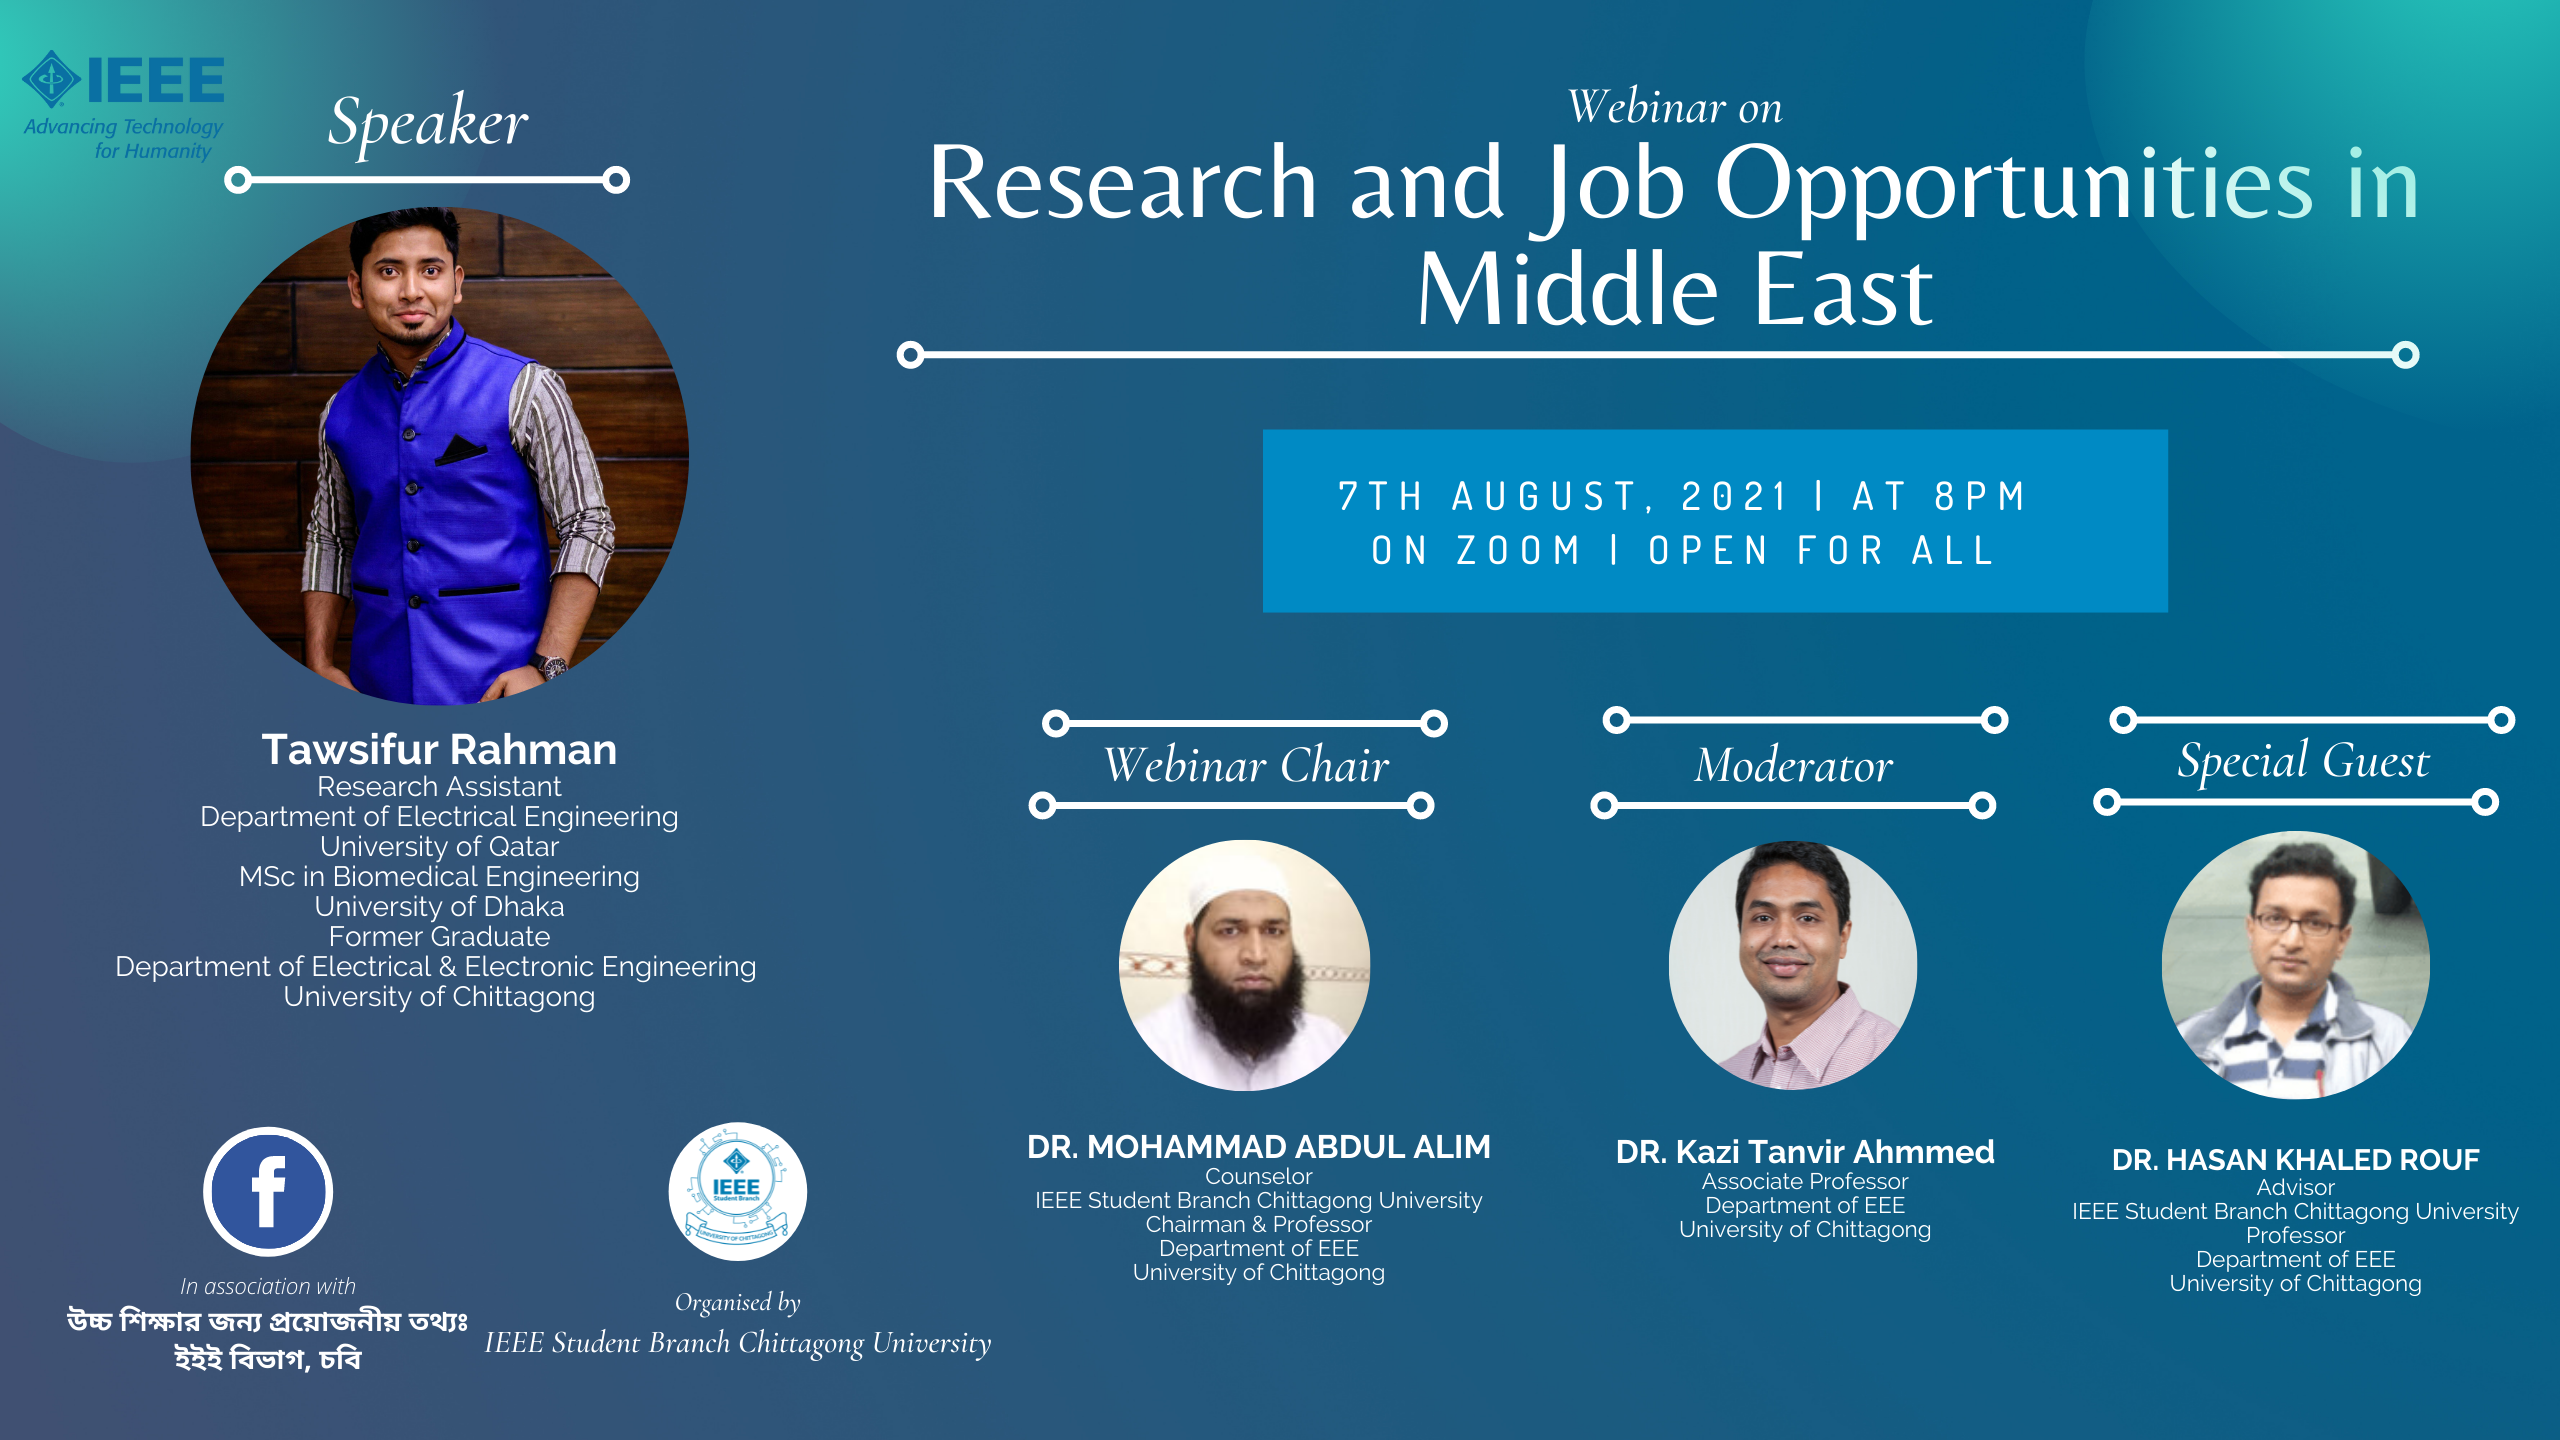 IEEE
Advancing Technology
for Humanity
Speaker
Tawsifur Rahman
Research Assistant
Department of Electrical Engineering
University of Qatar
MSc in Biomedical Engineering
University of Dhaka
Former Graduate
Department of Electrical & Electronic Engineering
University of Chittagong
Webinar on
Research and Job Opportunities in
Middle East
7TH AUGUST, 2021 | AT 8PM
ON ZOOM | OPEN FOR ALL
Webinar Chair
DR. MOHAMMAD ABDUL ALIM
Counselor
IEEE Student Branch Chittagong University
Chairman & Professor
Department of EEE
University of Chittagong
Moderator
DR. Kazi Tanvir Ahmmed
Associate Professor
Department of EEE
University of Chittagong
Special Guest
DR. HASAN KHALED ROUF
Advisor
IEEE Student Branch Chittagong University
Professor
Department of EEE
University of Chittagong
f
In association with
উচ্চ শিক্ষার জন্য প্রয়োজনীয় তথ্যঃ
ইইই বিভাগ, চবি
IEEE
Student Branch
UNIVERSITY OF CHITTAGONG
Organised by
IEEE Student Branch Chittagong University